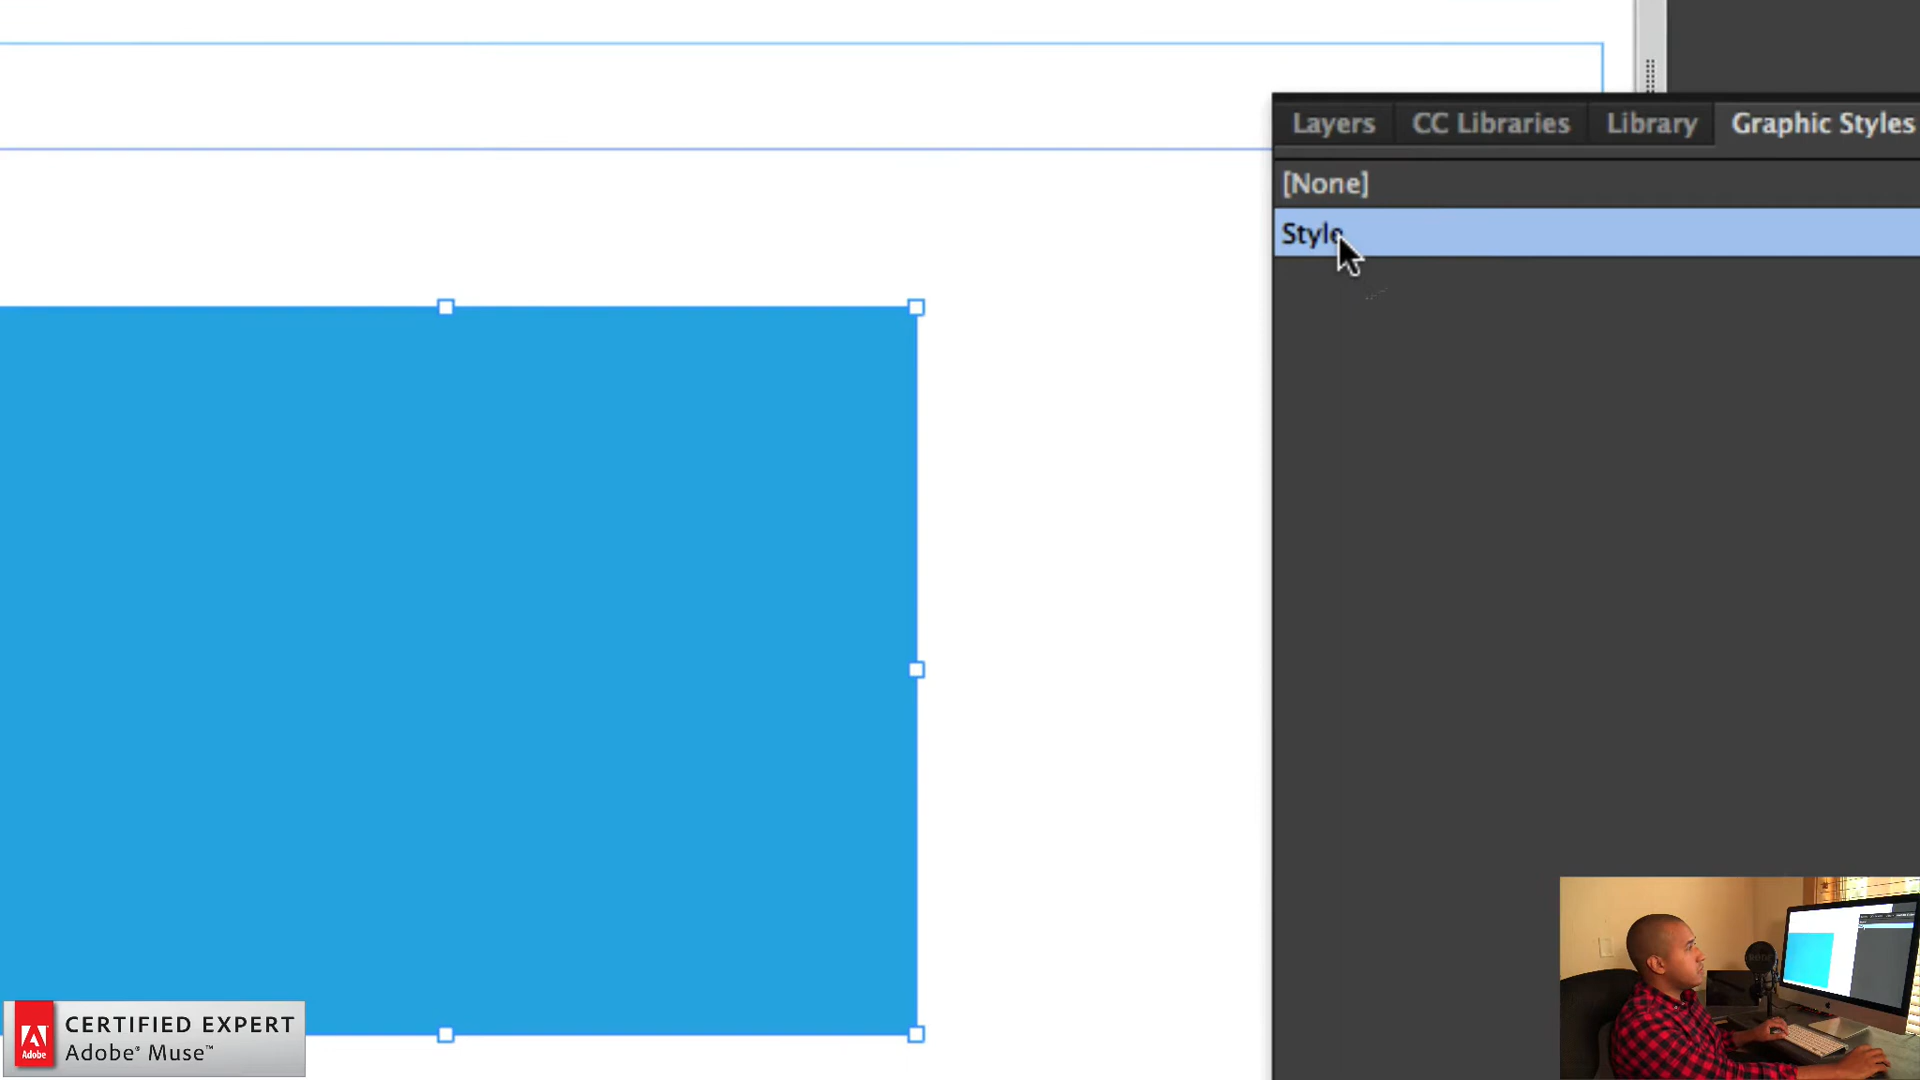 Layers CC Libraries Library Graphic Styles
[None]
Style
CERTIFIED EXPERT
Adobe® Muse™
Adobe